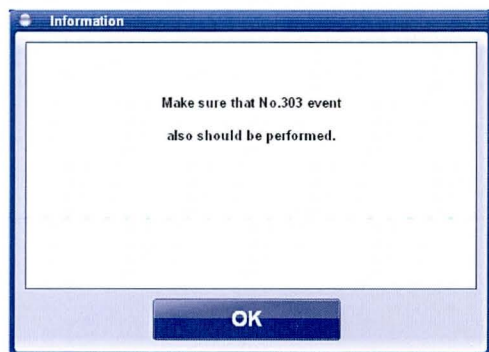 Information
Make sure that No.303 event
also should be performed.
OK